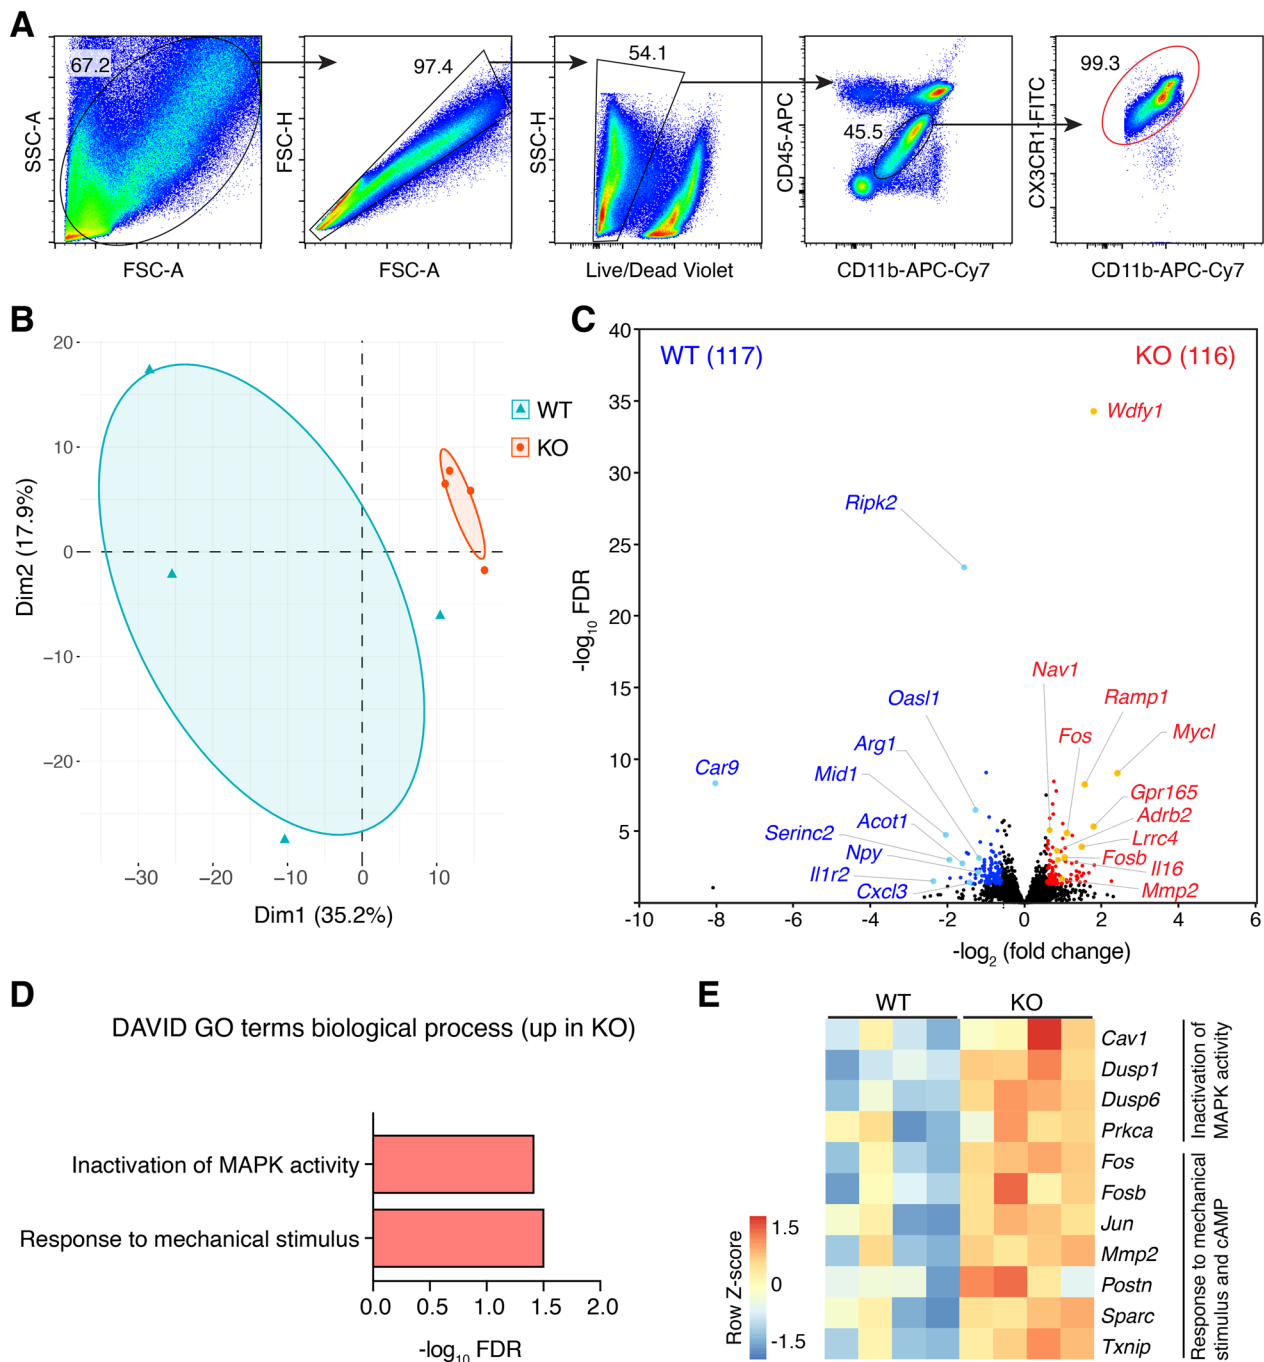 A
67.2
SSC-A
FSC-A
97.4
FSC-H
FSC-A
54.1
SSC-H
Live/Dead Violet
45.5
CD45-APC
CD11b-APC-Cy7
99.3
CX3CR1-FITC
CD11b-APC-Cy7
B
20
10
0
−10
−20
Dim2 (17.9%)
−30
−20
−10
0
10
Dim1 (35.2%)
WT
KO
C
WT (117)
KO (116)
40
35
30
25
20
15
10
5
-log10 FDR
Wdfy1
Ripk2
Nav1
Oasl1
Ramp1
Arg1
Fos
Mycl
Car9
Mid1
Gpr165
Acot1
Adrb2
Serinc2
Lrrc4
Npy
Fosb
Il1r2
Il16
Cxcl3
Mmp2
-10
-8
-6
-4
-2
0
2
4
6
-log2 (fold change)
D
DAVID GO terms biological process (up in KO)
Inactivation of MAPK activity
Response to mechanical stimulus
0.0
0.5
1.0
1.5
2.0
-log10 FDR
E
WT
KO
Cav1
Dusp1
Dusp6
Prkca
Fos
Fosb
Jun
Mmp2
Postn
Sparc
Txnip
Inactivation of
MAPK activity
Response to mechanical
stimulus and cAMP
Row Z-score
1.5
0
-1.5